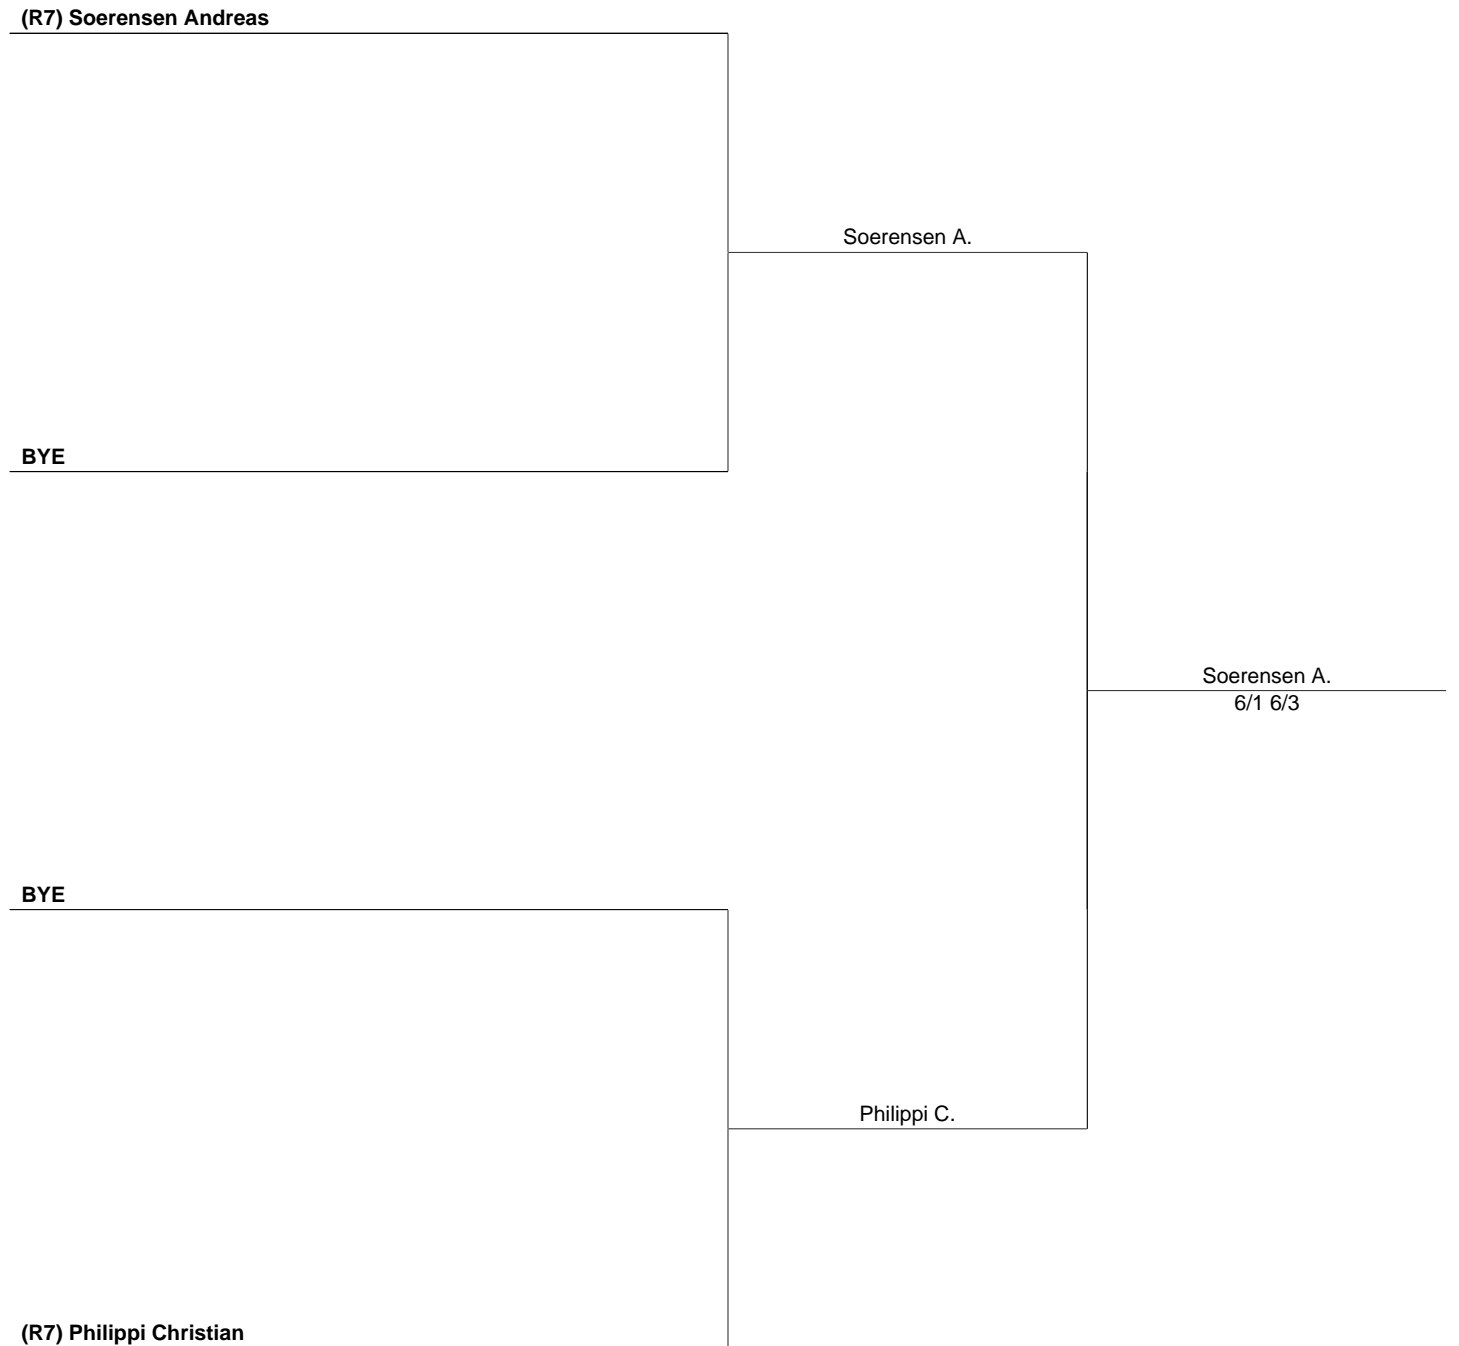 (R7) Soerensen Andreas
Soerensen A.
BYE
Soerensen A.
6/1 6/3
BYE
Philippi C.
(R7) Philippi Christian